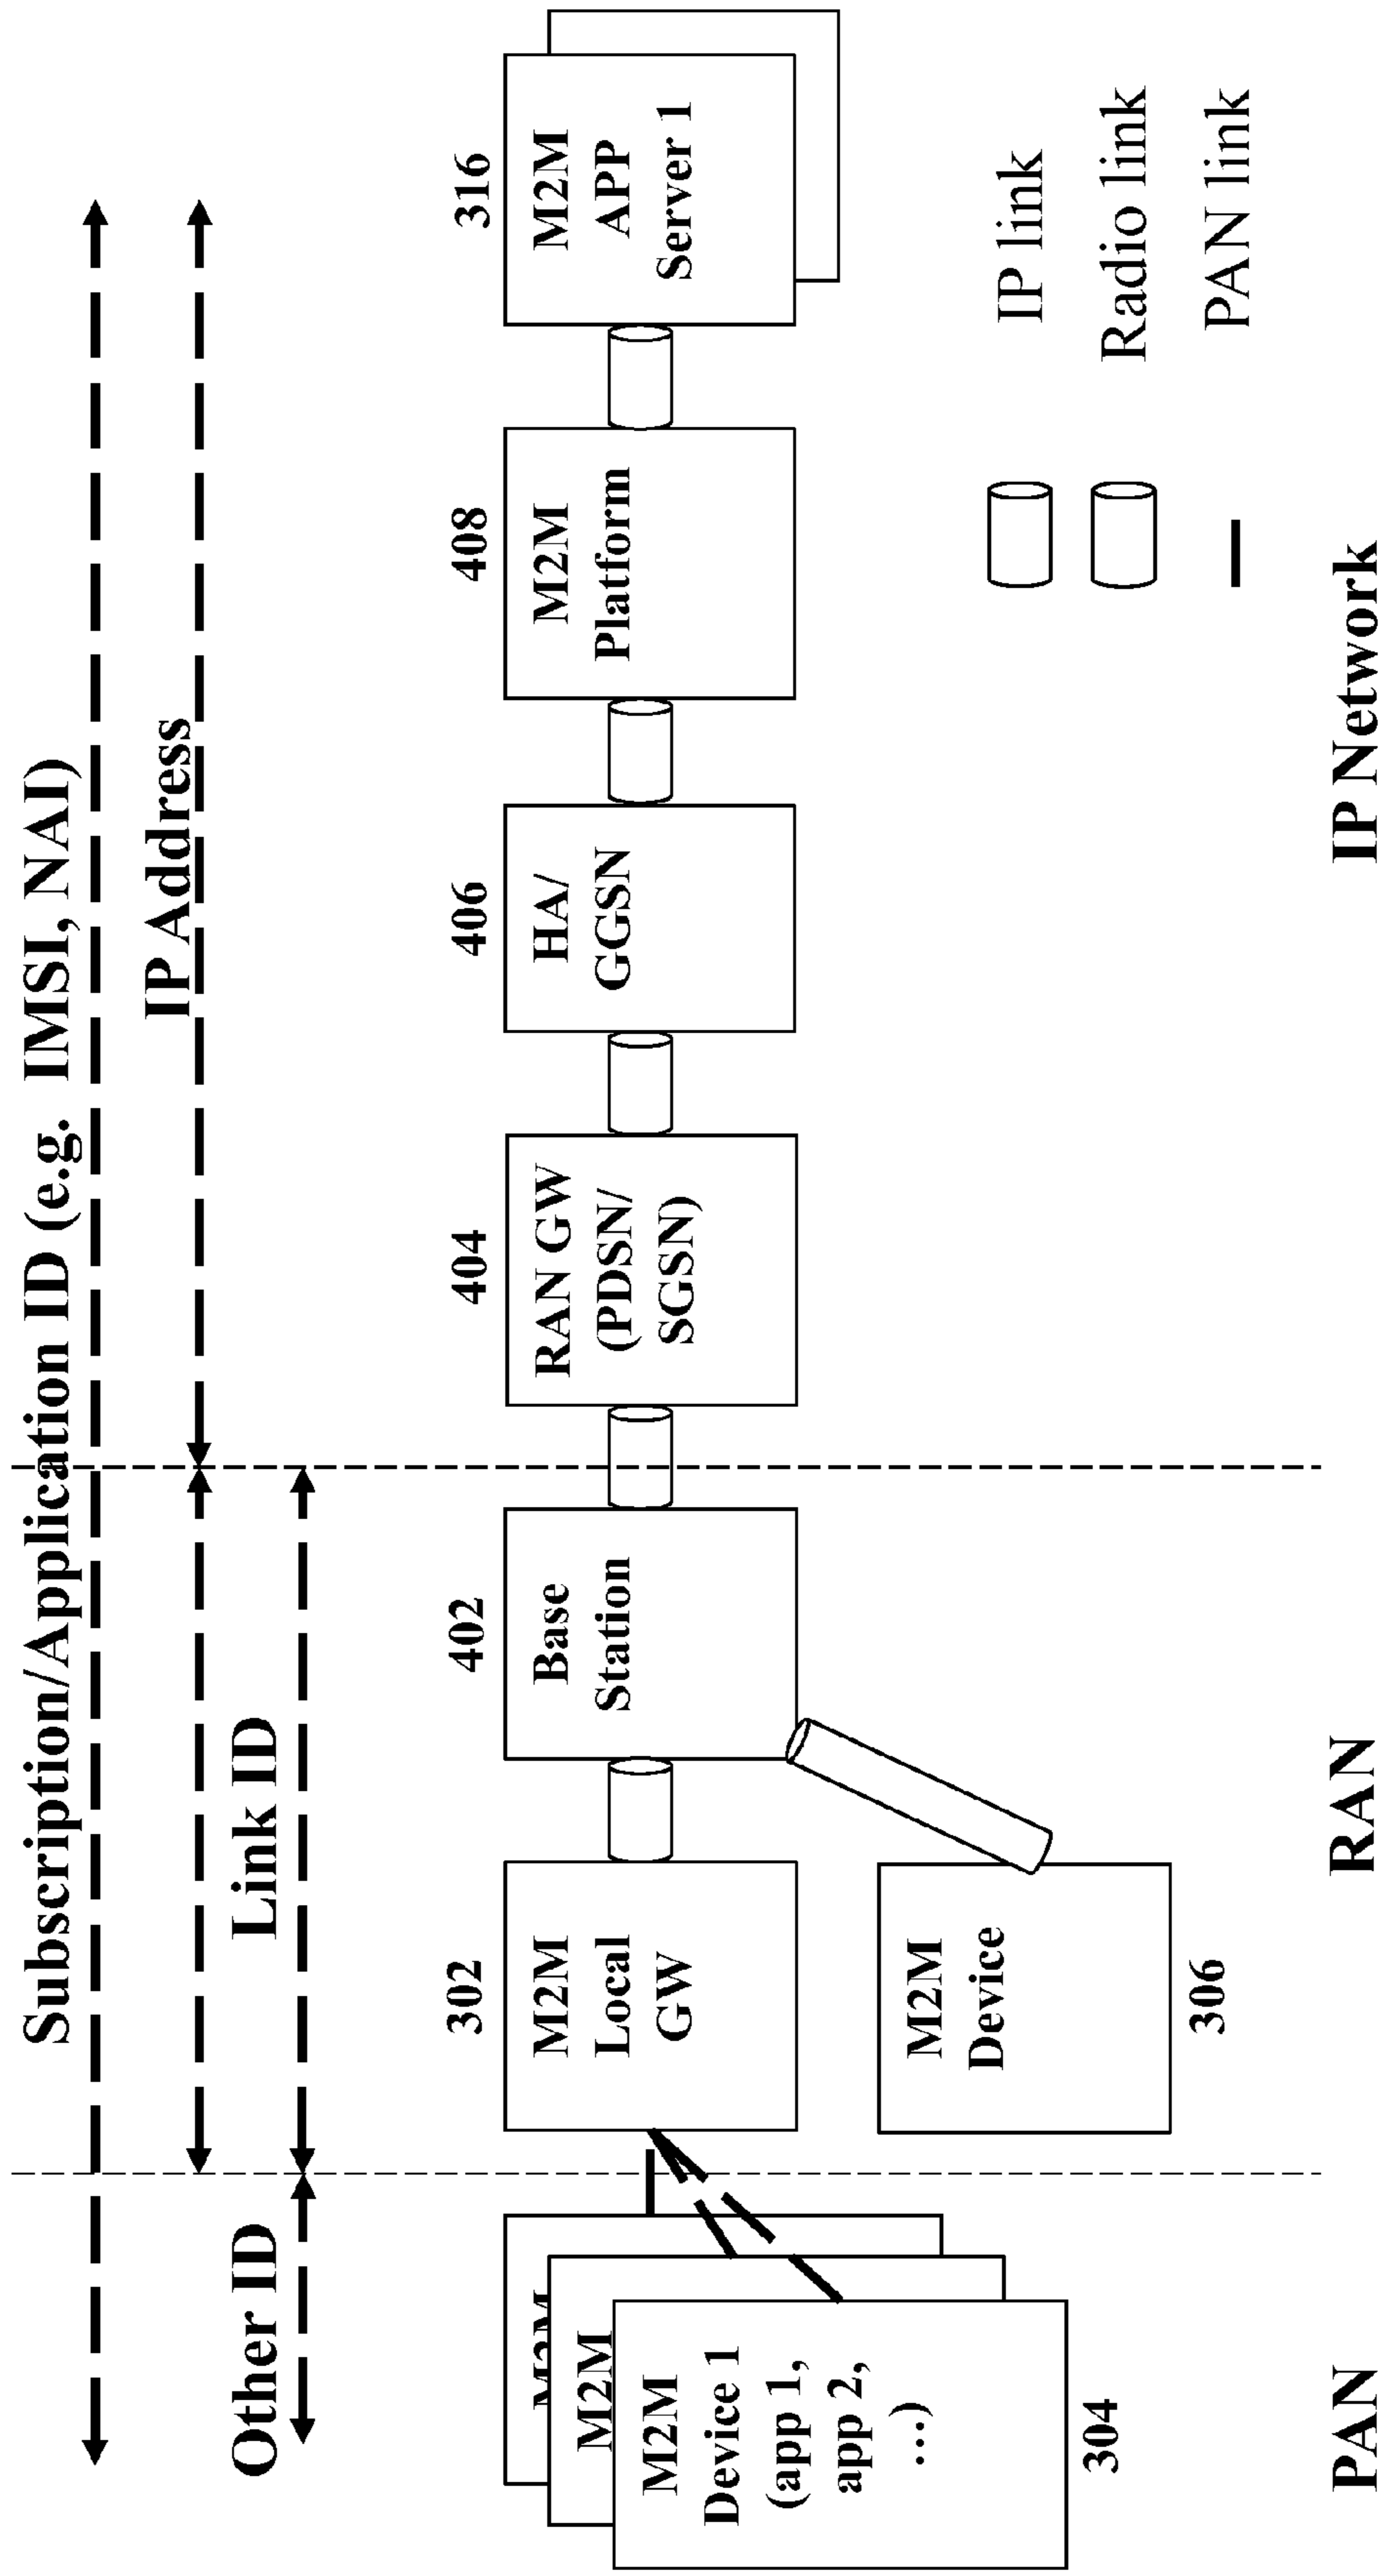 Subscription/Application ID (e.g. IMSI, NAI)
IP Address
Link ID
Other ID
304
M2M
M2M
M2M
Device 1
(app 1,
app 2,
…)
302
M2M
Local
GW
306
M2M
Device
402
Base
Station
404
RAN GW
(PDSN/
SGSN)
406
HA/
GGSN
408
M2M
Platform
316
M2M
APP
Server 1
IP link
Radio link
PAN link
PAN
RAN
IP Network